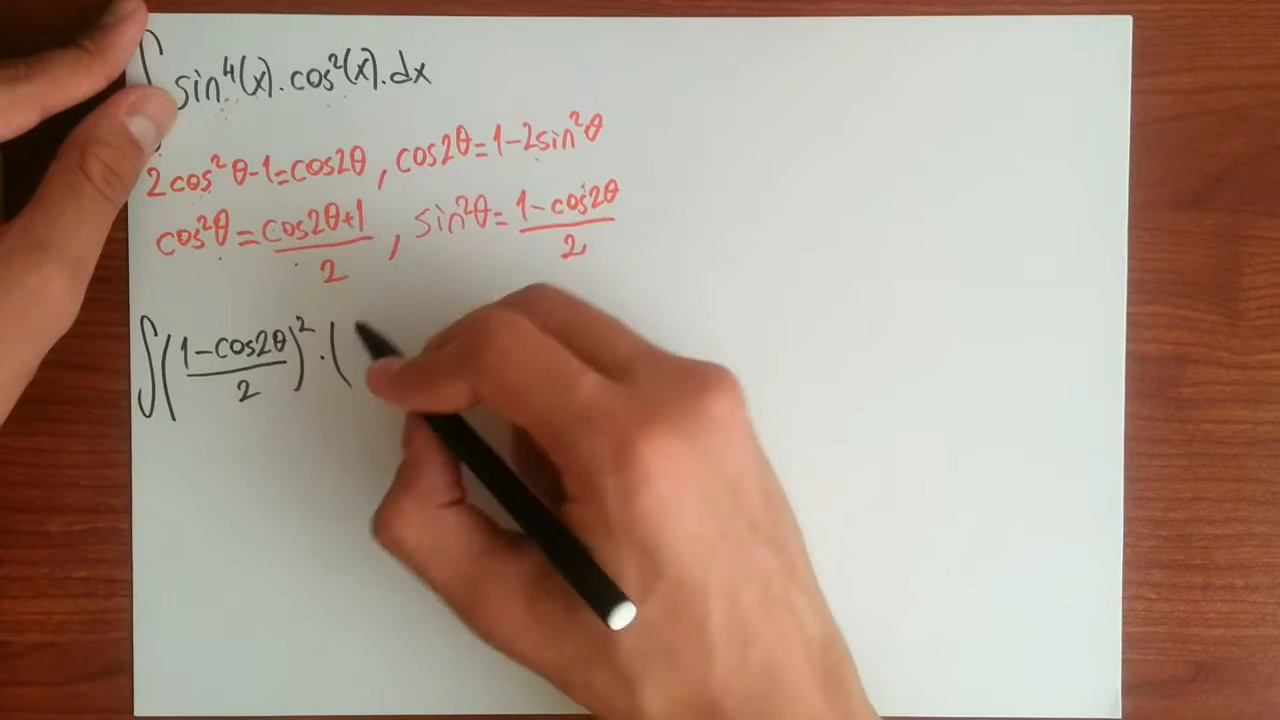 ∫ sin⁴(x).cos²(x).dx
2cos²θ-1=cos2θ , cos2θ=1-2sin²θ
cos²θ=(cos2θ+1)/2 , sin²θ=(1-cos2θ)/2
∫((1-cos2θ)/2)².(